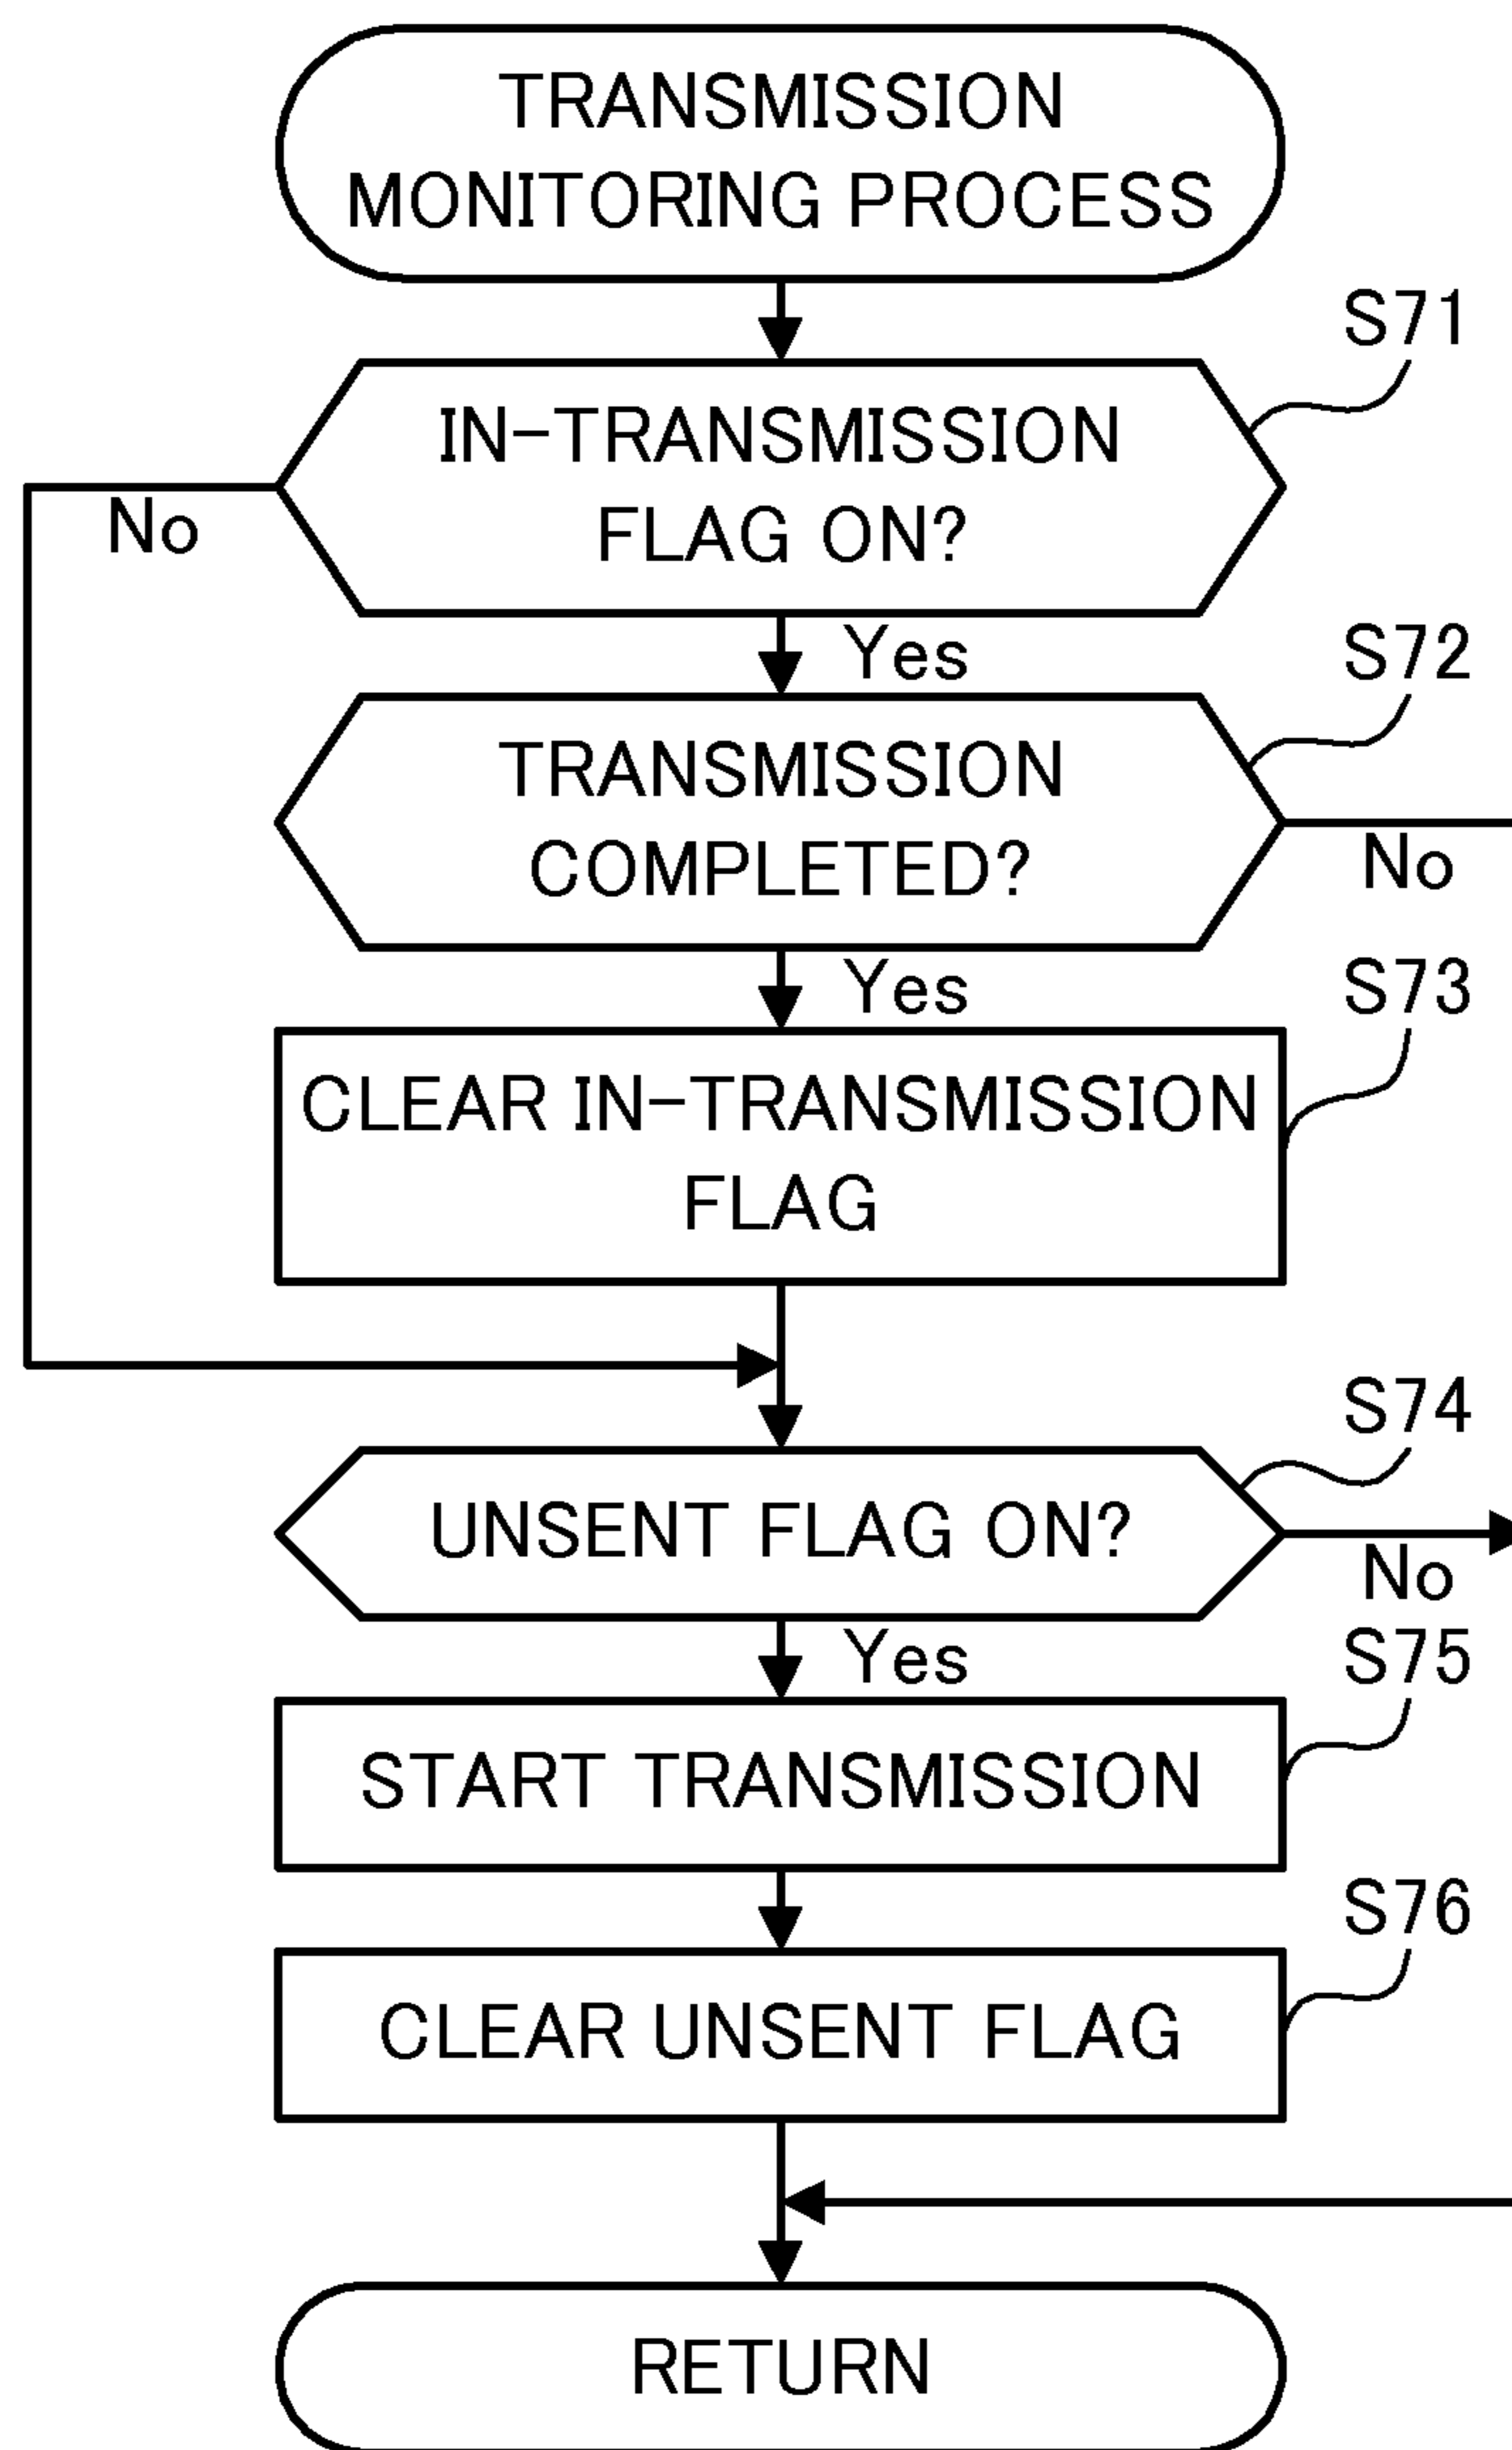 TRANSMISSION
MONITORING PROCESS
S71
IN-TRANSMISSION
FLAG ON?
No
Yes
S72
TRANSMISSION
COMPLETED?
No
Yes
S73
CLEAR IN-TRANSMISSION
FLAG
S74
UNSENT FLAG ON?
No
Yes
S75
START TRANSMISSION
S76
CLEAR UNSENT FLAG
RETURN